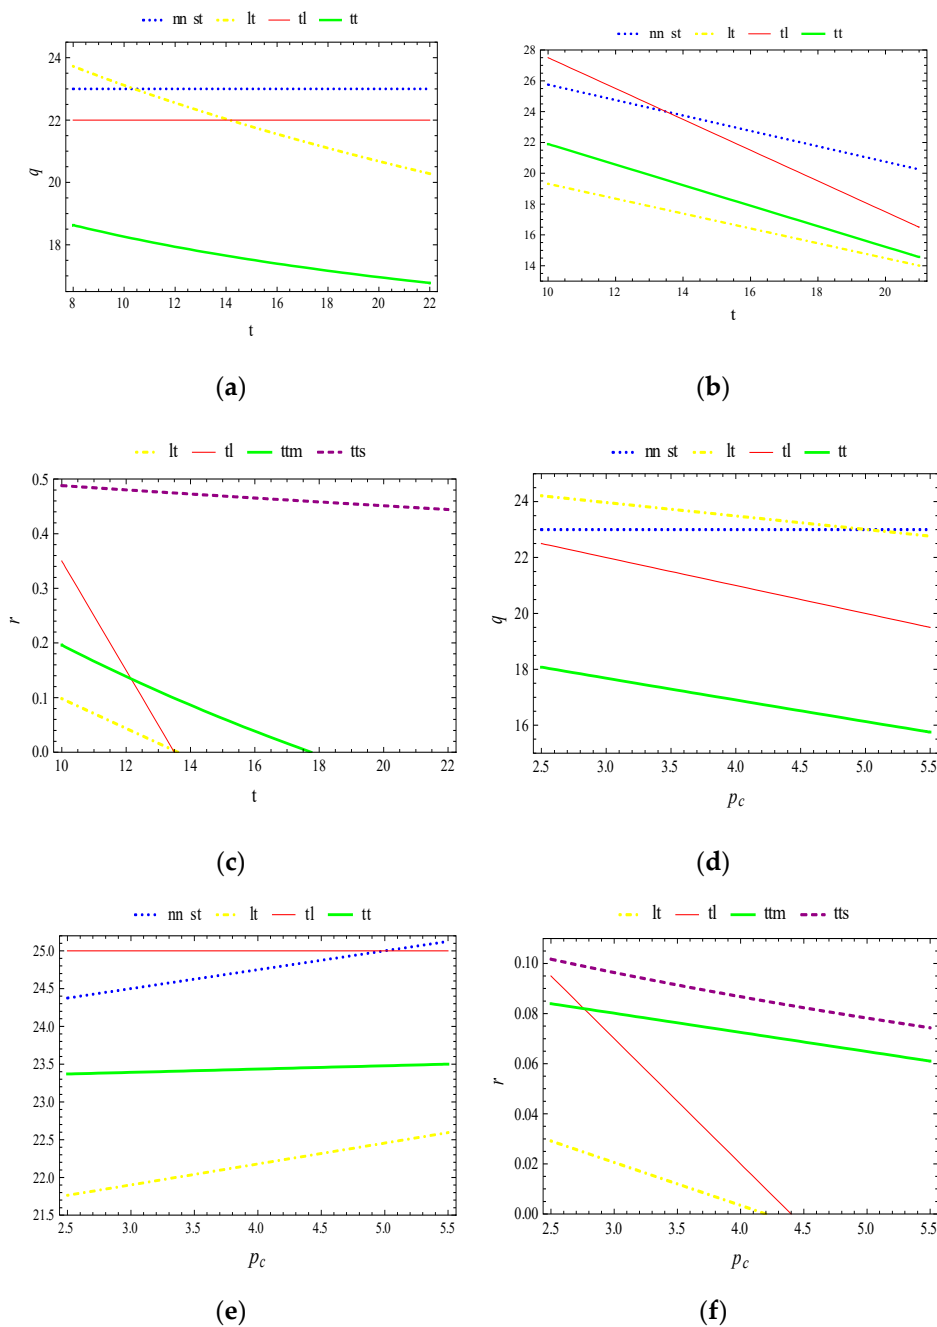 nn st lt tl tt
24
22
20
18
q
8 10 12 14 16 18 20 22
t
(a)
nn st lt tl tt
28
26
24
22
20
18
16
14
10 12 14 16 18 20
t
(b)
lt tl ttm tts
0.5
0.4
0.3
0.2
0.1
0.0
r
10 12 14 16 18 20 22
t
(c)
nn st lt tl tt
24
22
20
18
16
q
2.5 3.0 3.5 4.0 4.5 5.0 5.5
p_c
(d)
nn st lt tl tt
25.0
24.5
24.0
23.5
23.0
22.5
22.0
21.5
2.5 3.0 3.5 4.0 4.5 5.0 5.5
p_c
(e)
lt tl ttm tts
0.10
0.08
0.06
0.04
0.02
0.00
r
2.5 3.0 3.5 4.0 4.5 5.0 5.5
p_c
(f)